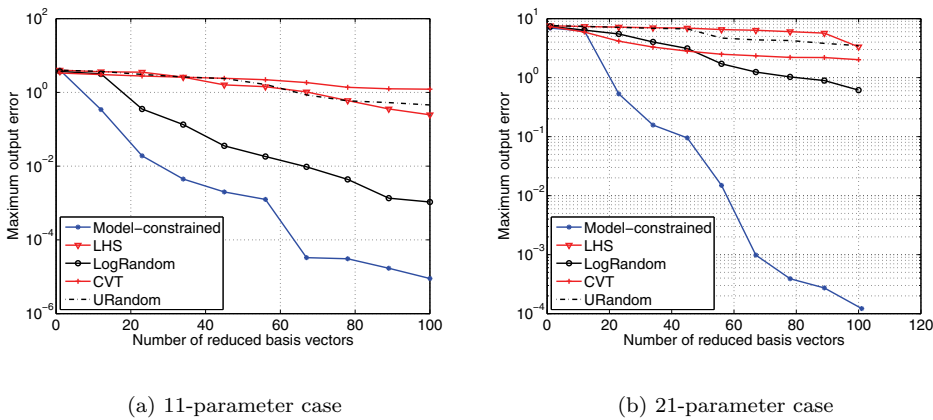 10^2
10^0
10^-2
10^-4
10^-6
Maximum output error
0 20 40 60 80 100
Number of reduced basis vectors
Model-constrained
LHS
LogRandom
CVT
URandom
(a) 11-parameter case
10^1
10^0
10^-1
10^-2
10^-3
10^-4
Maximum output error
0 20 40 60 80 100 120
Number of reduced basis vectors
Model-constrained
LHS
LogRandom
CVT
URandom
(b) 21-parameter case